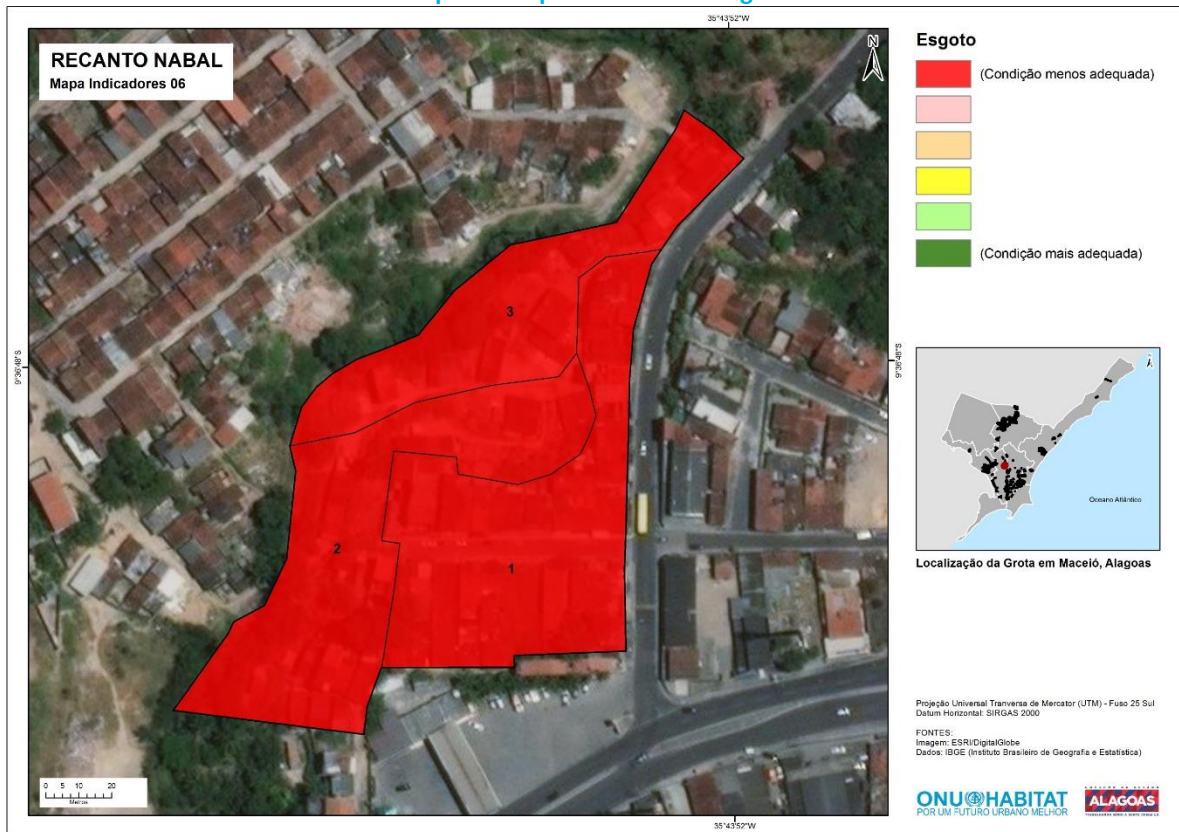 35°43'52"W
RECANTO NABAL
Mapa Indicadores 06
N
9°36'48"S
9°36'48"S
3
2
1
0 5 10 20
Metros
35°43'52"W
Esgoto
(Condição menos adequada)
(Condição mais adequada)
Oceano Atlântico
Localização da Grota em Maceió, Alagoas
Projeção Universal Tranversa de Mercator (UTM) - Fuso 25 Sul
Datum Horizontal: SIRGAS 2000
FONTES:
Imagem: ESRI/DigitalGlobe
Dados: IBGE (Instituto Brasileiro de Geografia e Estatística)
ONU HABITAT
POR UM FUTURO URBANO MELHOR
ALAGOAS